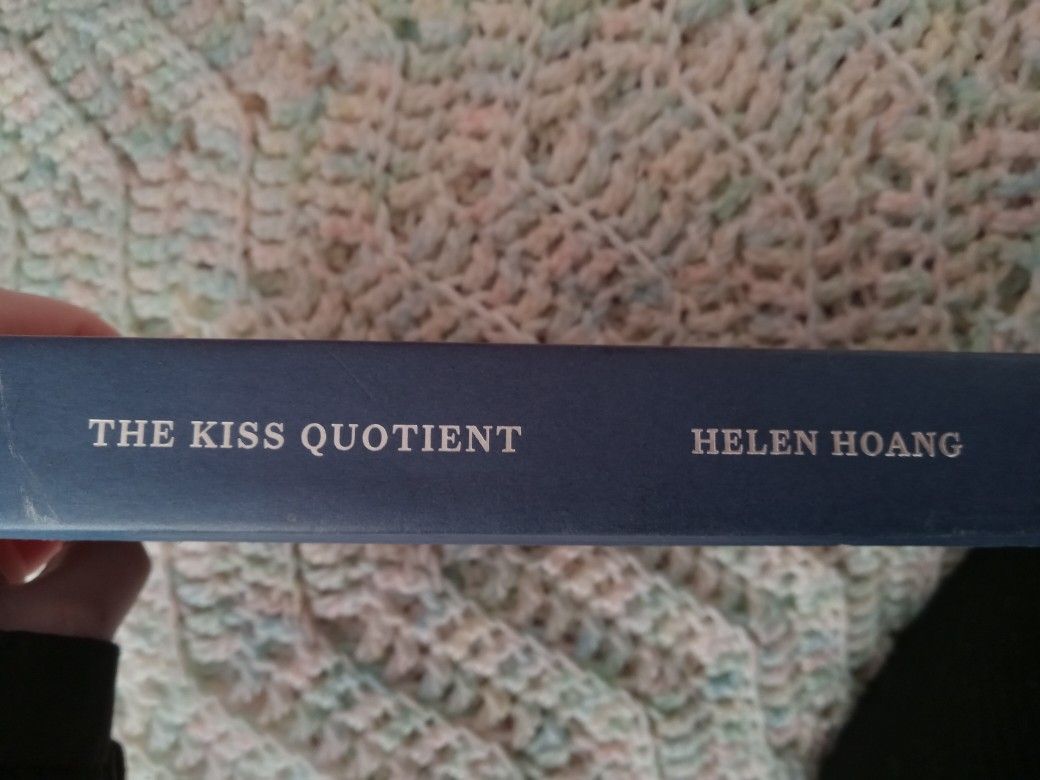 THE KISS QUOTIENT HELEN HOANG